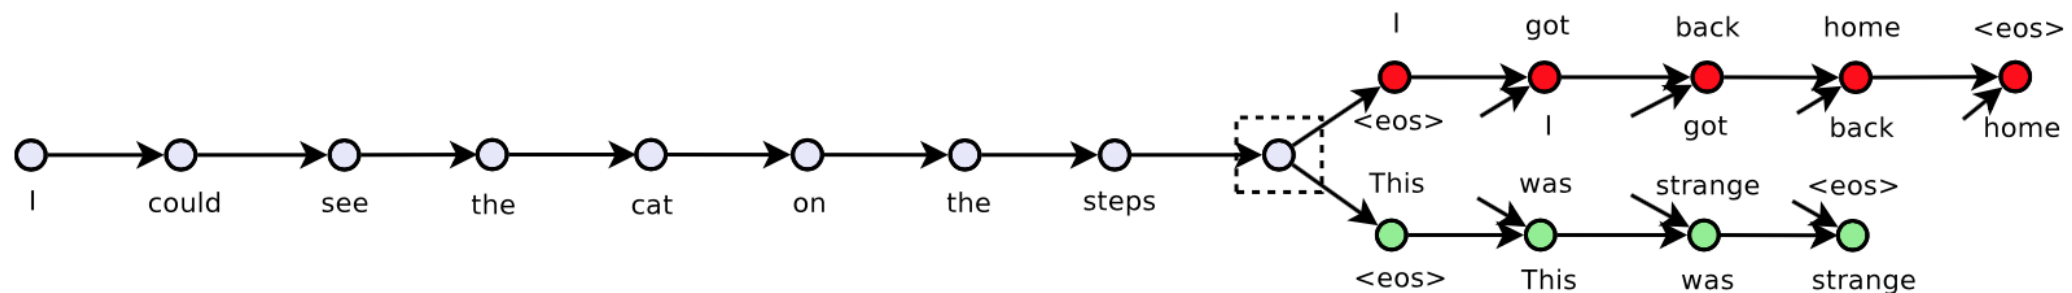 I got back home <eos>
<eos> I got back home
I could see the cat on the steps
This was strange <eos>
<eos> This was strange